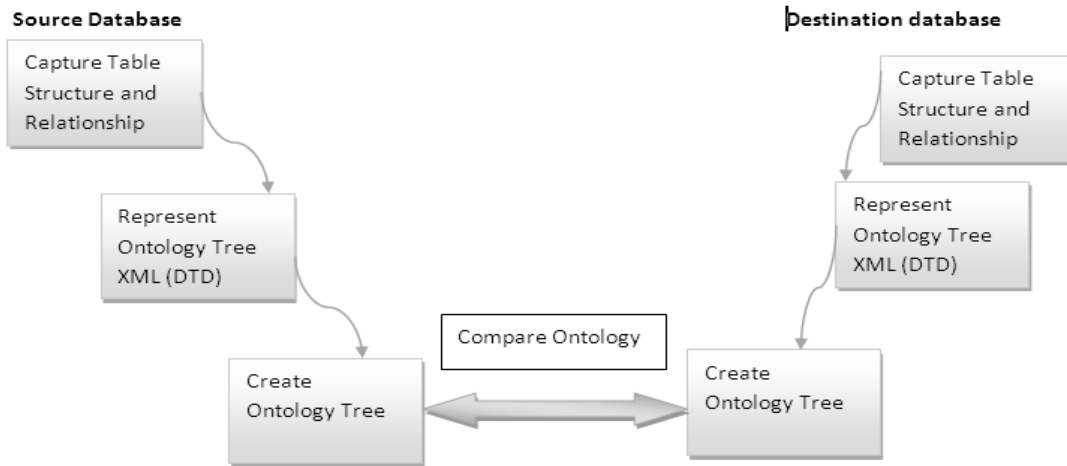 Source Database
Capture Table
Structure and
Relationship
Represent
Ontology Tree
XML (DTD)
Create
Ontology Tree
Compare Ontology
Destination database
Capture Table
Structure and
Relationship
Represent
Ontology Tree
XML (DTD)
Create
Ontology Tree